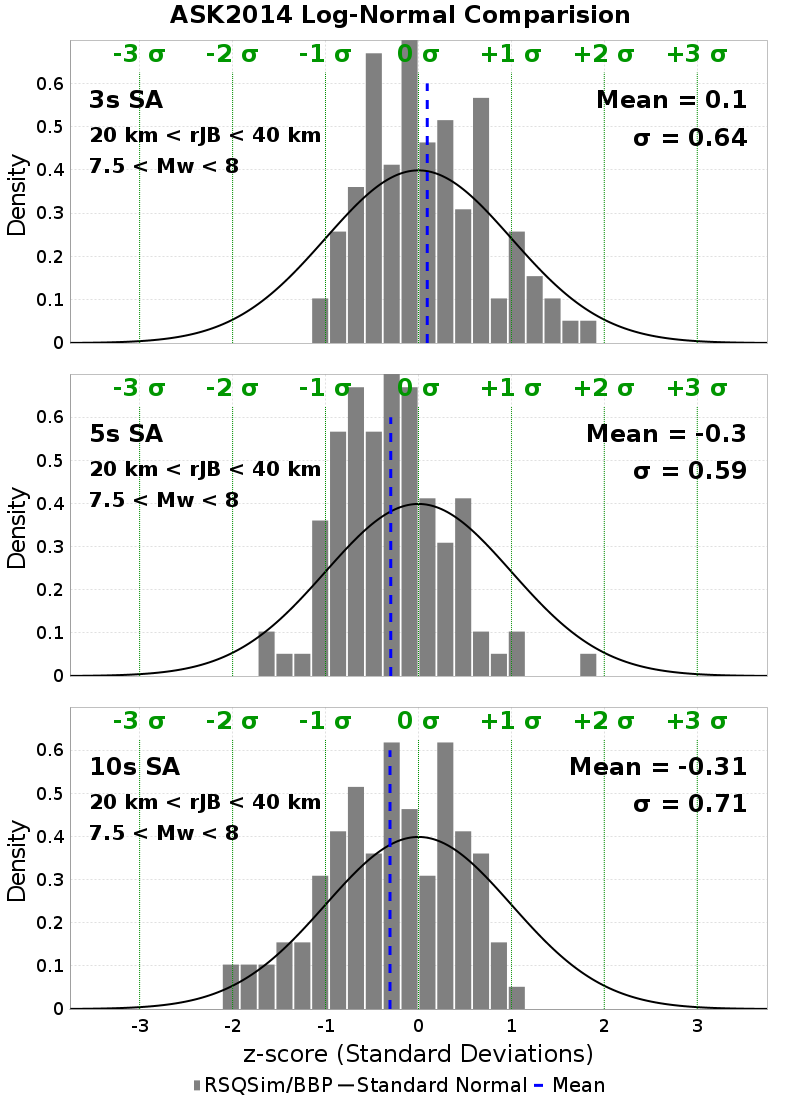 ASK2014 Log-Normal Comparision
-3 σ -2 σ -1 σ 0 σ +1 σ +2 σ +3 σ
3s SA
Mean = 0.1
20 km < rJB < 40 km
σ = 0.64
7.5 < Mw < 8
0.6
0.5
0.4
0.3
0.2
0.1
0
Density
-3 σ -2 σ -1 σ 0 σ +1 σ +2 σ +3 σ
5s SA
Mean = -0.3
20 km < rJB < 40 km
σ = 0.59
7.5 < Mw < 8
0.6
0.5
0.4
0.3
0.2
0.1
0
Density
-3 σ -2 σ -1 σ 0 σ +1 σ +2 σ +3 σ
10s SA
Mean = -0.31
20 km < rJB < 40 km
σ = 0.71
7.5 < Mw < 8
0.6
0.5
0.4
0.3
0.2
0.1
0
Density
-3 -2 -1 0 1 2 3
z-score (Standard Deviations)
RSQSim/BBP Standard Normal Mean